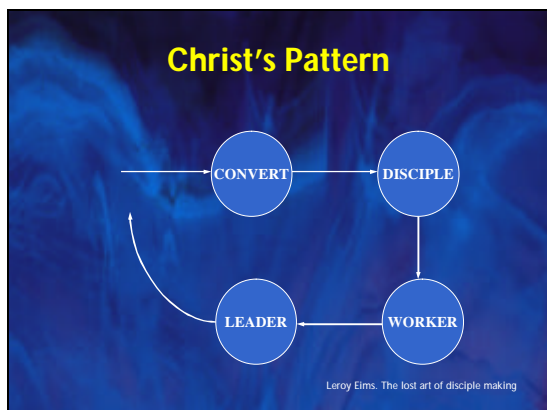 Christ's Pattern
CONVERT
DISCIPLE
LEADER
WORKER
Leroy Eims. The lost art of disciple making